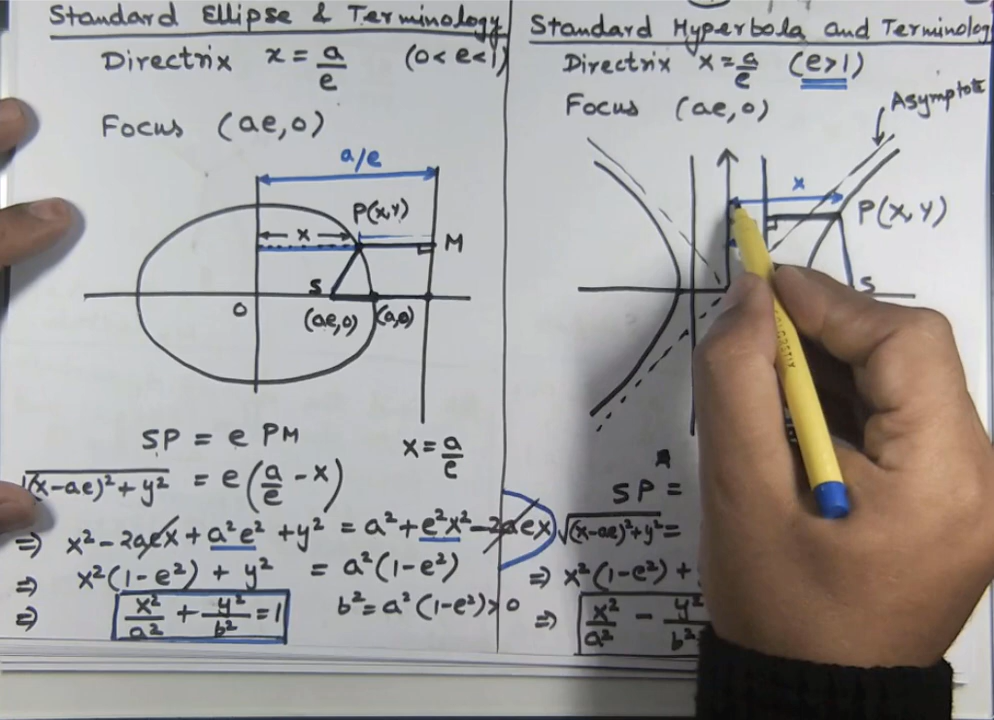 Standard Ellipse & Terminology
Directrix x = a/e (0 < e < 1)
Focus (ae, 0)
a/e
P(x, y)
x
M
S
O
(ae, 0) (a, 0)
SP = e PM
x = a/e
√(x-ae)²+y² = e(a/e - x)
⇒ x² - 2aex + a²e² + y² = a² + e²x² - 2aex
⇒ x²(1-e²) + y² = a²(1-e²)
⇒ x²/a² + y²/b² = 1
b² = a²(1-e²) > 0
Standard Hyperbola and Terminolog
Directrix x = a/e (e > 1)
Focus (ae, 0)
Asymptote
x
P(x, y)
S
SP =
√(x-ae)²+y² =
⇒ x²(1-e²) +
⇒ x²/a² - y²/b²